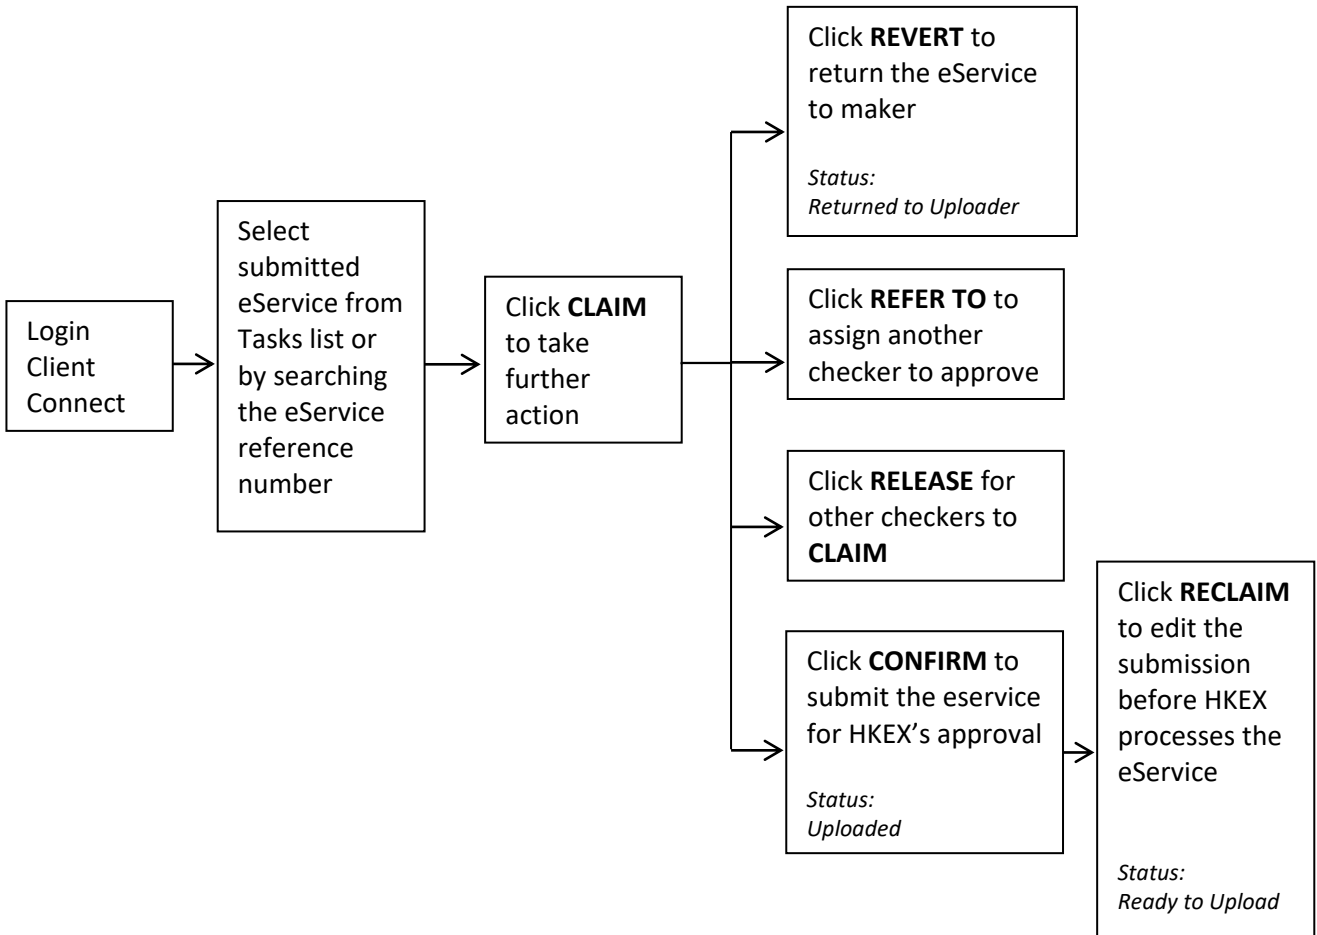 Login
Client
Connect
Select
submitted
eService from
Tasks list or
by searching
the eService
reference
number
Click CLAIM
to take
further
action
Click REVERT to
return the eService
to maker
Status:
Returned to Uploader
Click REFER TO to
assign another
checker to approve
Click RELEASE for
other checkers to
CLAIM
Click CONFIRM to
submit the eservice
for HKEX’s approval
Status:
Uploaded
Click RECLAIM
to edit the
submission
before HKEX
processes the
eService
Status:
Ready to Upload